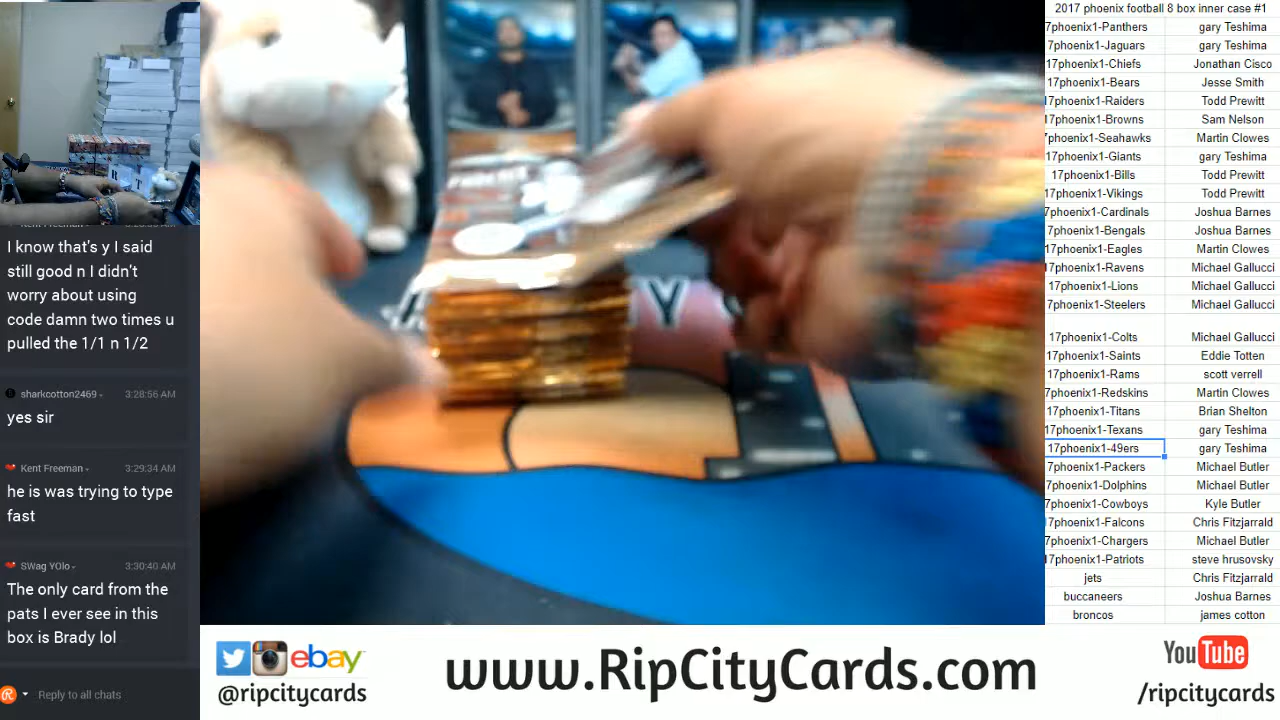 I know that's y I said
still good n I didn't
worry about using
code damn two times u
pulled the 1/1 n 1/2
sharkcotton2469 3:28:56 AM
yes sir
Kent Freeman 3:29:34 AM
he is was trying to type
fast
SWag YOlo 3:30:40 AM
The only card from the
pats I ever see in this
box is Brady lol
Reply to all chats
2017 phoenix football 8 box inner case #1
7phoenix1-Panthers gary Teshima
7phoenix1-Jaguars gary Teshima
17phoenix1-Chiefs Jonathan Cisco
17phoenix1-Bears Jesse Smith
17phoenix1-Raiders Todd Prewitt
7phoenix1-Browns Sam Nelson
7phoenix1-Seahawks Martin Clowes
17phoenix1-Giants gary Teshima
17phoenix1-Bills Todd Prewitt
17phoenix1-Vikings Todd Prewitt
7phoenix1-Cardinals Joshua Barnes
7phoenix1-Bengals Joshua Barnes
17phoenix1-Eagles Martin Clowes
17phoenix1-Ravens Michael Gallucci
17phoenix1-Lions Michael Gallucci
7phoenix1-Steelers Michael Gallucci
17phoenix1-Colts Michael Gallucci
17phoenix1-Saints Eddie Totten
17phoenix1-Rams scott verrell
7phoenix1-Redskins Martin Clowes
17phoenix1-Titans Brian Shelton
17phoenix1-Texans gary Teshima
17phoenix1-49ers gary Teshima
7phoenix1-Packers Michael Butler
7phoenix1-Dolphins Michael Butler
7phoenix1-Cowboys Kyle Butler
7phoenix1-Falcons Chris Fitzjarrald
7phoenix1-Chargers Michael Butler
17phoenix1-Patriots steve hrusovsky
jets Chris Fitzjarrald
buccaneers Joshua Barnes
broncos james cotton
ebay
@ripcitycards
www.RipCityCards.com
YouTube
/ripcitycards